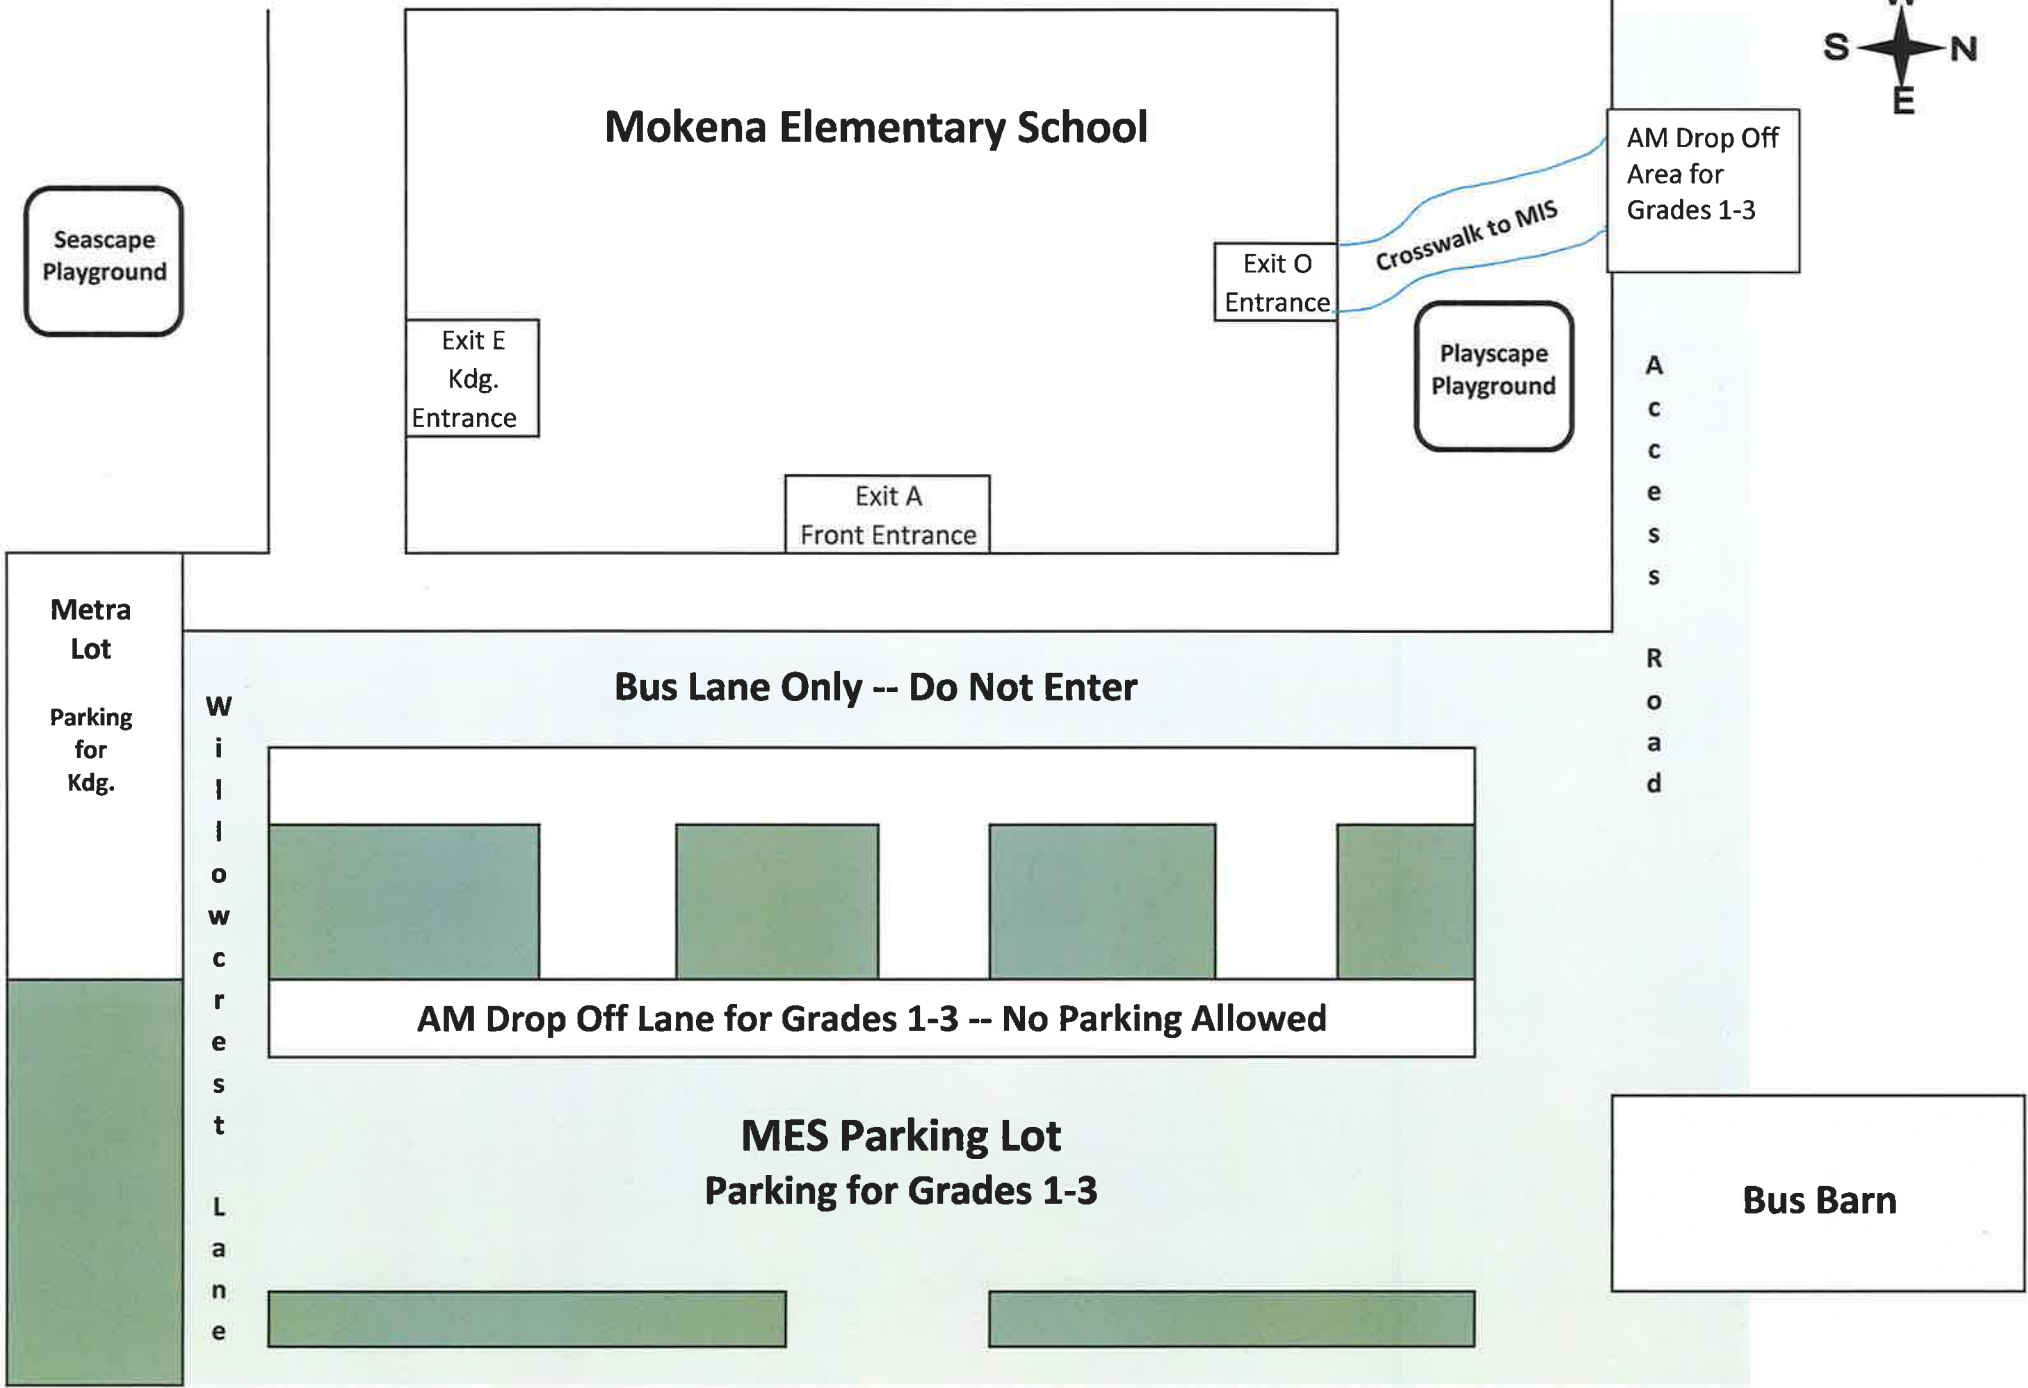 W
S N
E
Mokena Elementary School
AM Drop Off
Area for
Grades 1-3
Crosswalk to MIS
Seascape
Playground
Exit O
Entrance
Exit E
Kdg.
Entrance
Playscape
Playground
Exit A
Front Entrance
Access Road
Metra
Lot
Parking
for
Kdg.
Willowcrest Lane
Bus Lane Only -- Do Not Enter
AM Drop Off Lane for Grades 1-3 -- No Parking Allowed
MES Parking Lot
Parking for Grades 1-3
Bus Barn